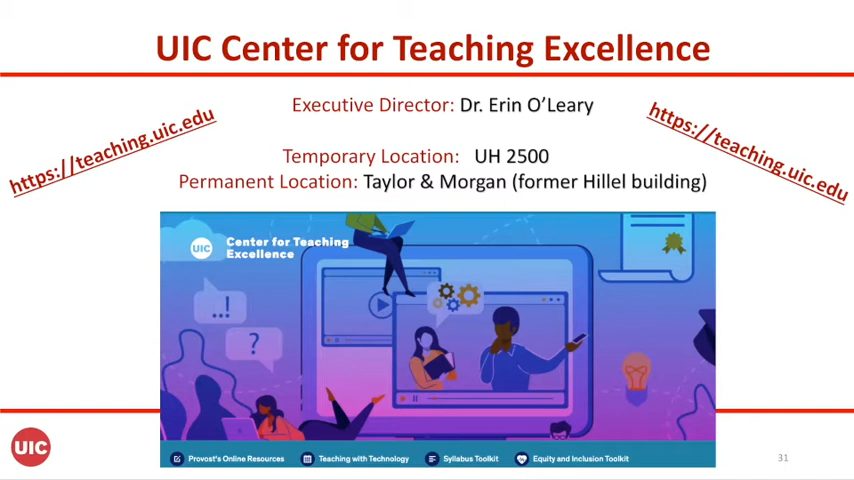 UIC Center for Teaching Excellence
Executive Director: Dr. Erin O’Leary
https://teaching.uic.edu
https://teaching.uic.edu
Temporary Location: UH 2500
Permanent Location: Taylor & Morgan (former Hillel building)
UIC
Center for Teaching
Excellence
...!
?
Provost's Online Resources
Teaching with Technology
Syllabus Toolkit
Equity and Inclusion Toolkit
UIC
31